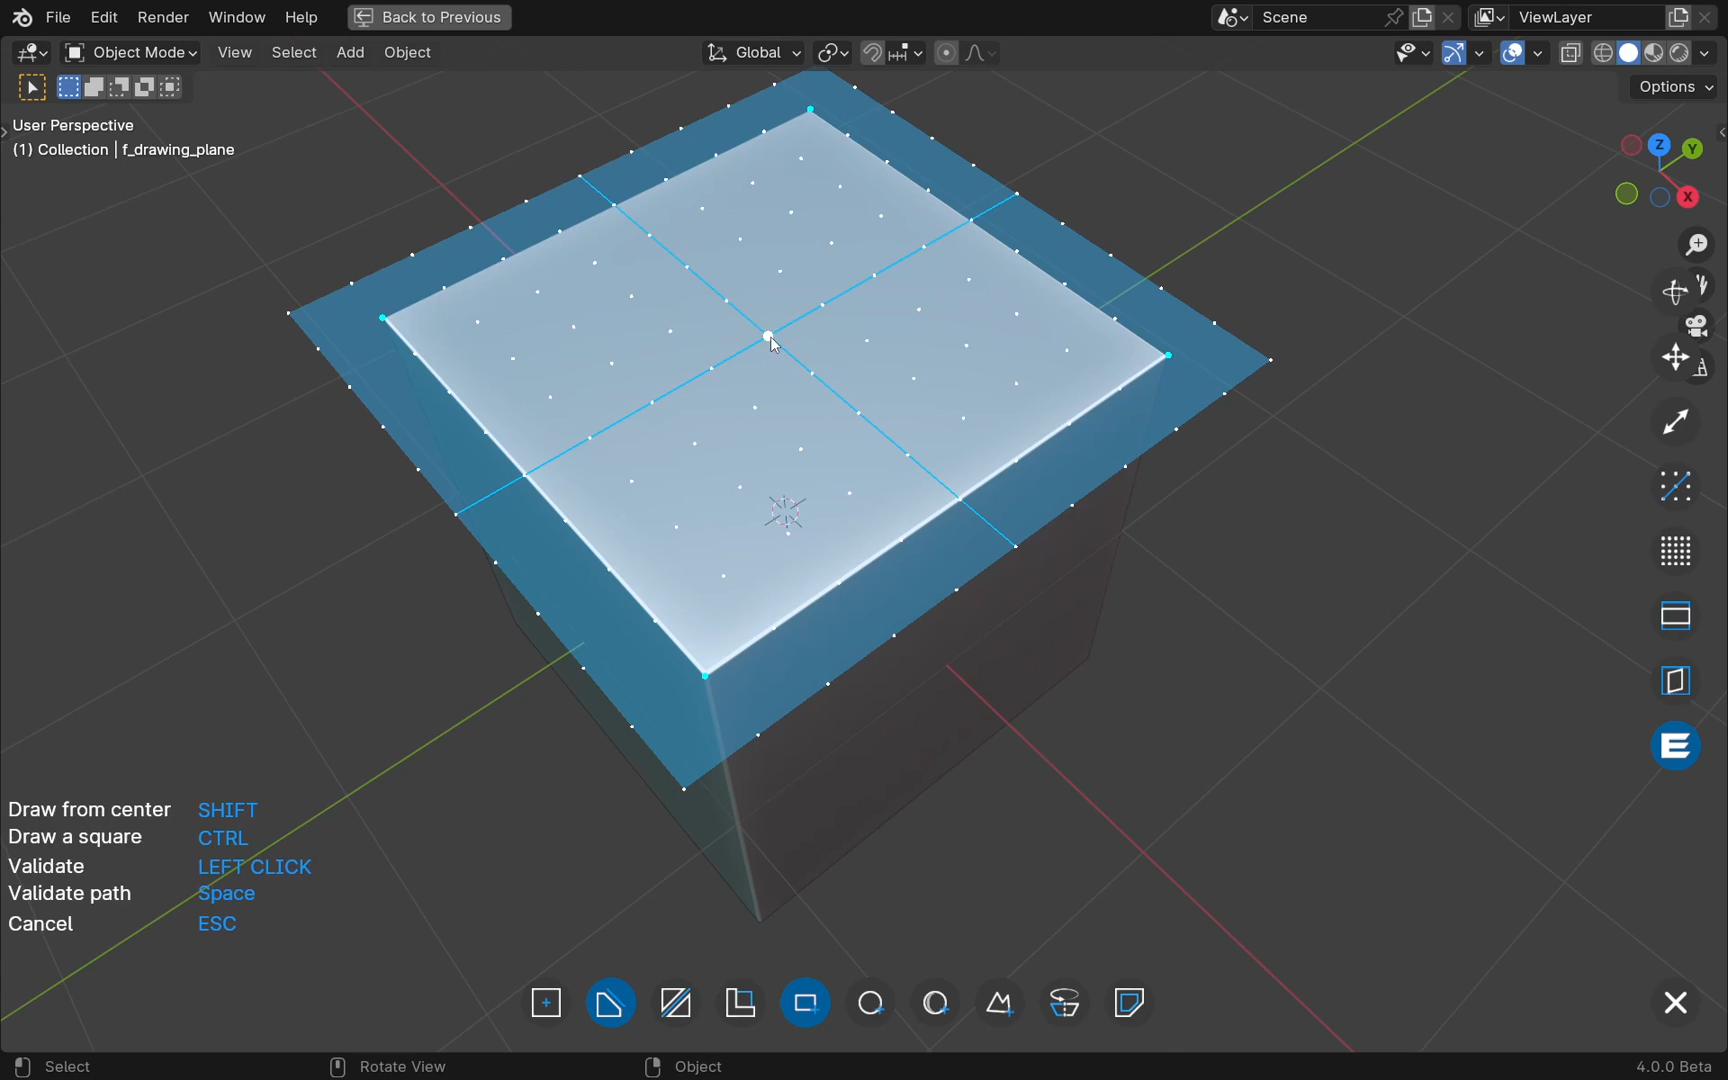 File Edit Render Window Help Back to Previous Scene ViewLayer
Object Mode View Select Add Object Global
Options
User Perspective
(1) Collection | f_drawing_plane
Z Y
X
Draw from center SHIFT
Draw a square CTRL
Validate LEFT CLICK
Validate path Space
Cancel ESC
Select Rotate View Object 4.0.0 Beta